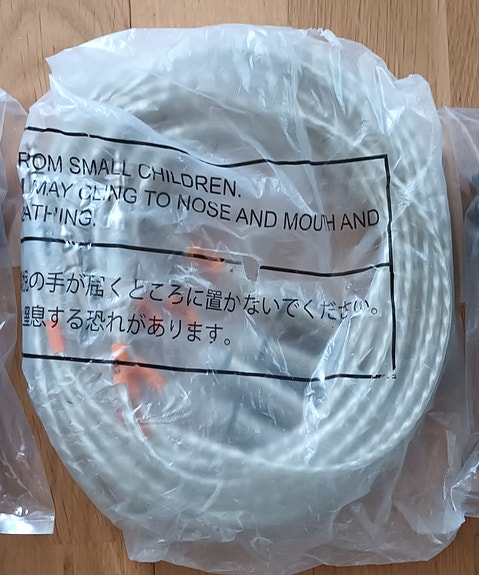 ROM SMALL CHILDREN.
MAY CLING TO NOSE AND MOUTH AND
ATHING.
の手が届くところに置かないでください。
息する恐れがあります。